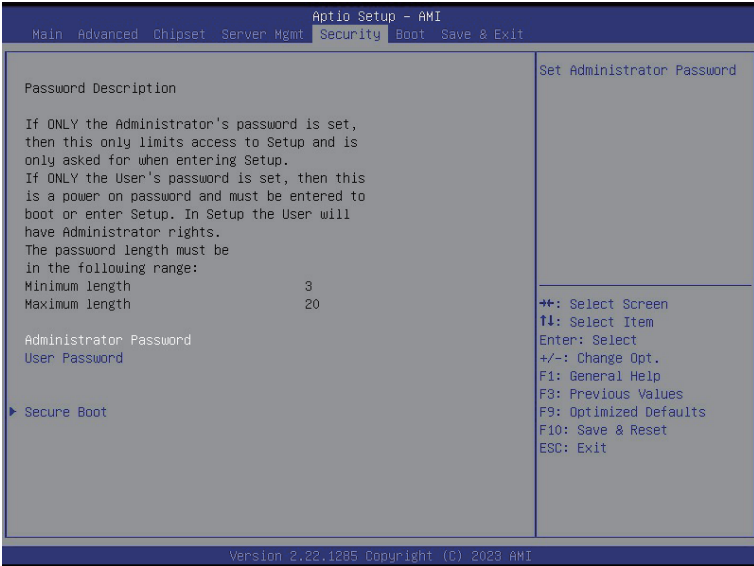 Aptio Setup – AMI
Main Advanced Chipset Server Mgmt Security Boot Save & Exit
Password Description
If ONLY the Administrator's password is set,
then this only limits access to Setup and is
only asked for when entering Setup.
If ONLY the User's password is set, then this
is a power on password and must be entered to
boot or enter Setup. In Setup the User will
have Administrator rights.
The password length must be
in the following range:
Minimum length 3
Maximum length 20
Administrator Password
User Password
▶ Secure Boot
Set Administrator Password
→←: Select Screen
↑↓: Select Item
Enter: Select
+/-: Change Opt.
F1: General Help
F3: Previous Values
F9: Optimized Defaults
F10: Save & Reset
ESC: Exit
Version 2.22.1285 Copyright (C) 2023 AMI